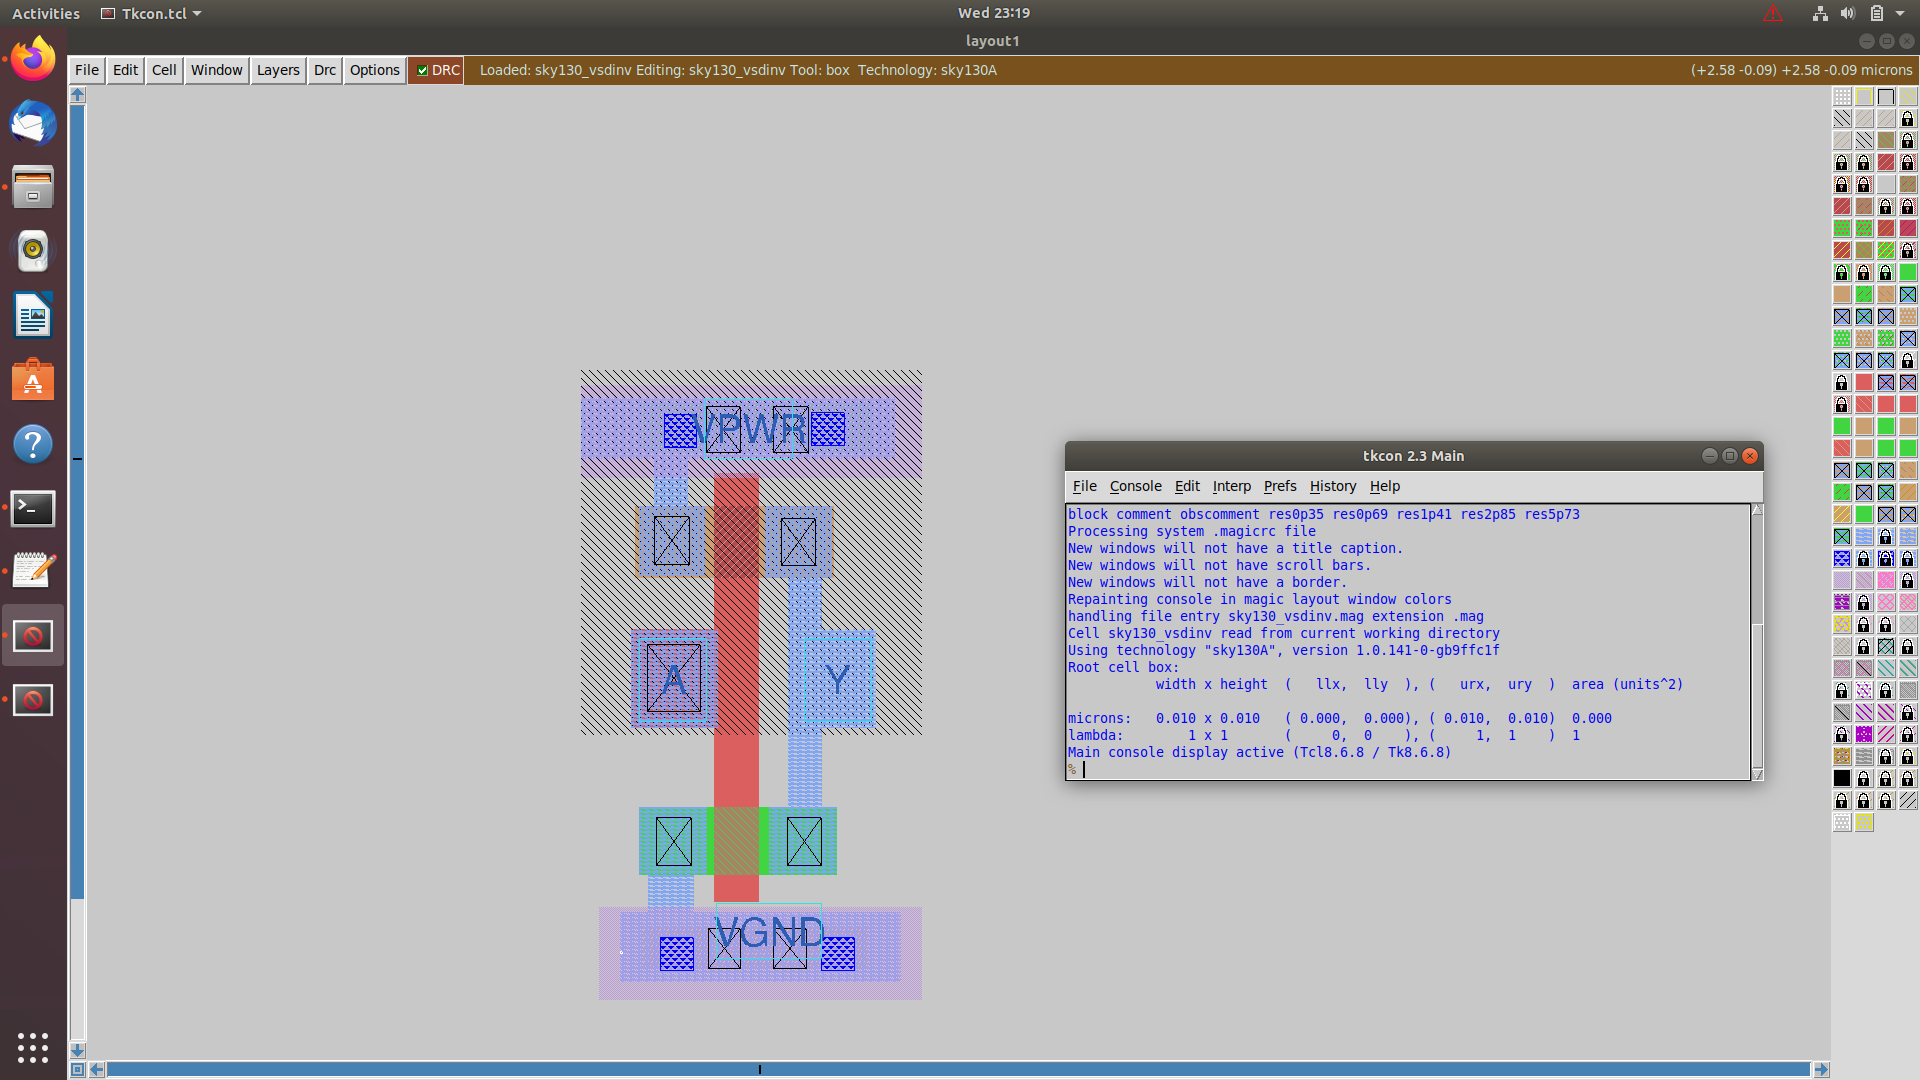 Activities Tkcon.tcl Wed 23:19
layout1
File Edit Cell Window Layers Drc Options DRC Loaded: sky130_vsdinv Editing: sky130_vsdinv Tool: box Technology: sky130A (+2.58 -0.09) +2.58 -0.09 microns
VPWR
A
Y
VGND
tkcon 2.3 Main
File Console Edit Interp Prefs History Help
block comment obscomment res0p35 res0p69 res1p41 res2p85 res5p73
Processing system .magicrc file
New windows will not have a title caption.
New windows will not have scroll bars.
New windows will not have a border.
Repainting console in magic layout window colors
handling file entry sky130_vsdinv.mag extension .mag
Cell sky130_vsdinv read from current working directory
Using technology "sky130A", version 1.0.141-0-gb9ffc1f
Root cell box:
width x height ( llx, lly ), ( urx, ury ) area (units^2)
microns: 0.010 x 0.010 ( 0.000, 0.000), ( 0.010, 0.010) 0.000
lambda: 1 x 1 ( 0, 0 ), ( 1, 1 ) 1
Main console display active (Tcl8.6.8 / Tk8.6.8)
%